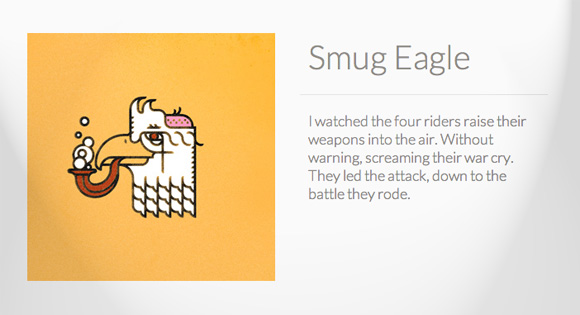 Smug Eagle
I watched the four riders raise their
weapons into the air. Without
warning, screaming their war cry.
They led the attack, down to the
battle they rode.